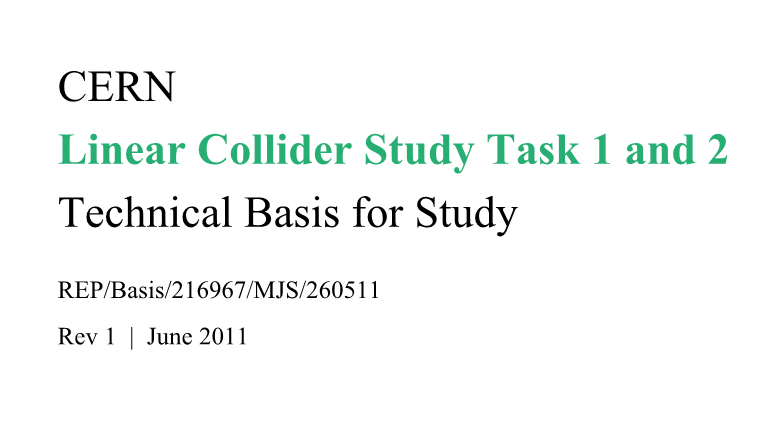 CERN
Linear Collider Study Task 1 and 2
Technical Basis for Study
REP/Basis/216967/MJS/260511
Rev 1 | June 2011